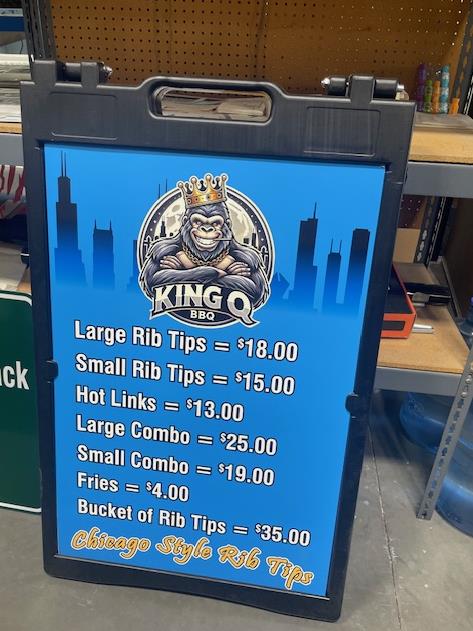 KING Q
BBQ
Large Rib Tips = $18.00
Small Rib Tips = $15.00
Hot Links = $13.00
Large Combo = $25.00
Small Combo = $19.00
Fries = $4.00
Bucket of Rib Tips = $35.00
Chicago Style Rib Tips
ck